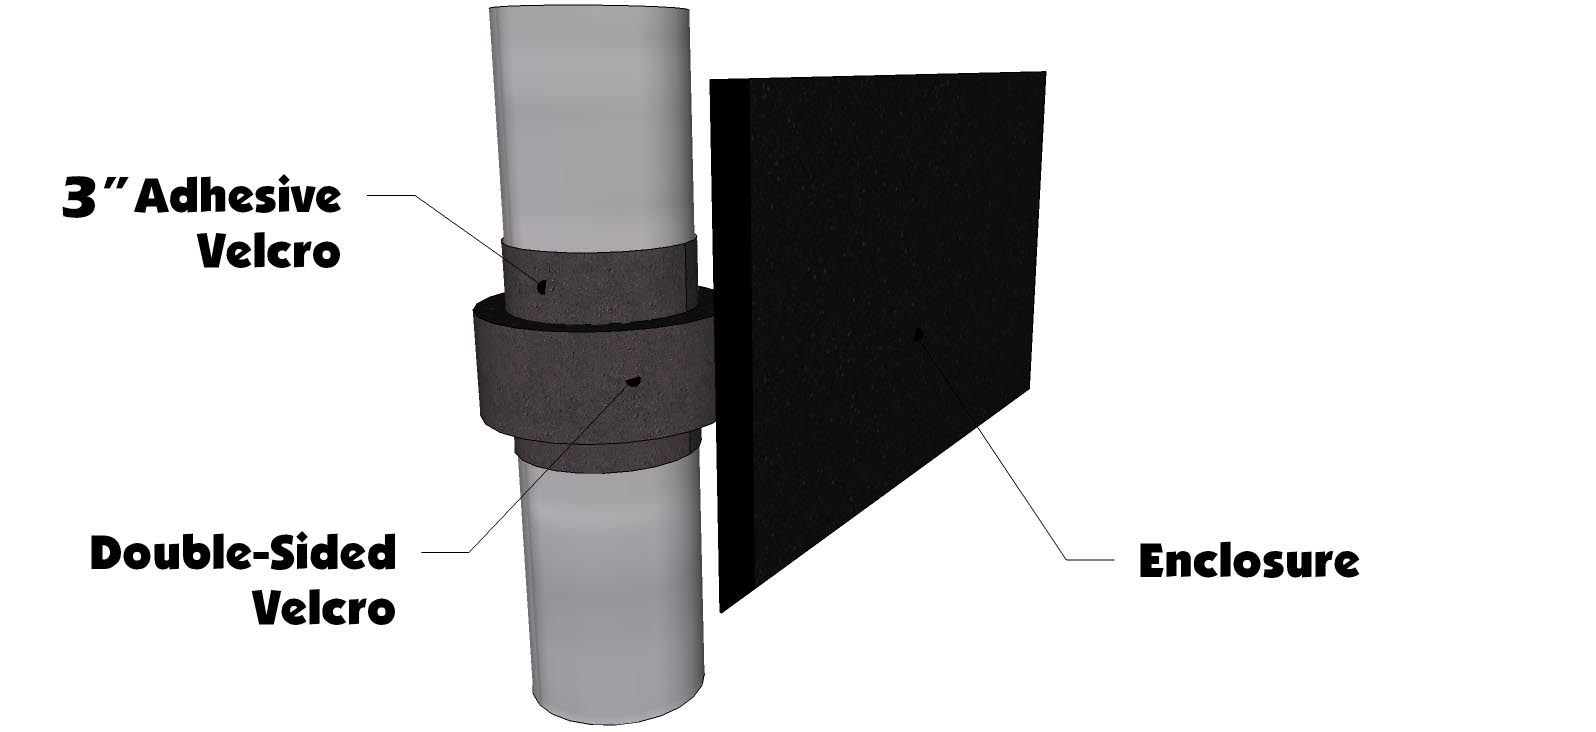 3″ Adhesive
Velcro
Double-Sided
Velcro
Enclosure